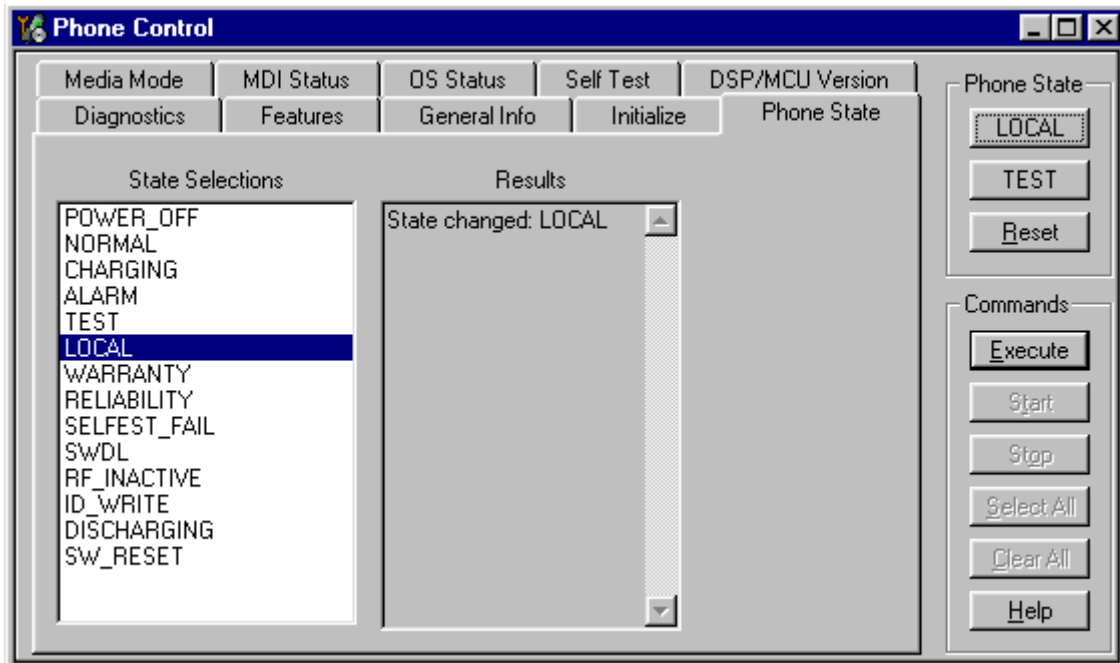 Phone Control
Media Mode
MDI Status
OS Status
Self Test
DSP/MCU Version
Diagnostics
Features
General Info
Initialize
Phone State
State Selections
POWER_OFF
NORMAL
CHARGING
ALARM
TEST
LOCAL
WARRANTY
RELIABILITY
SELFEST_FAIL
SWDL
RF_INACTIVE
ID_WRITE
DISCHARGING
SW_RESET
Results
State changed: LOCAL
Phone State
LOCAL
TEST
Reset
Commands
Execute
Start
Stop
Select All
Clear All
Help